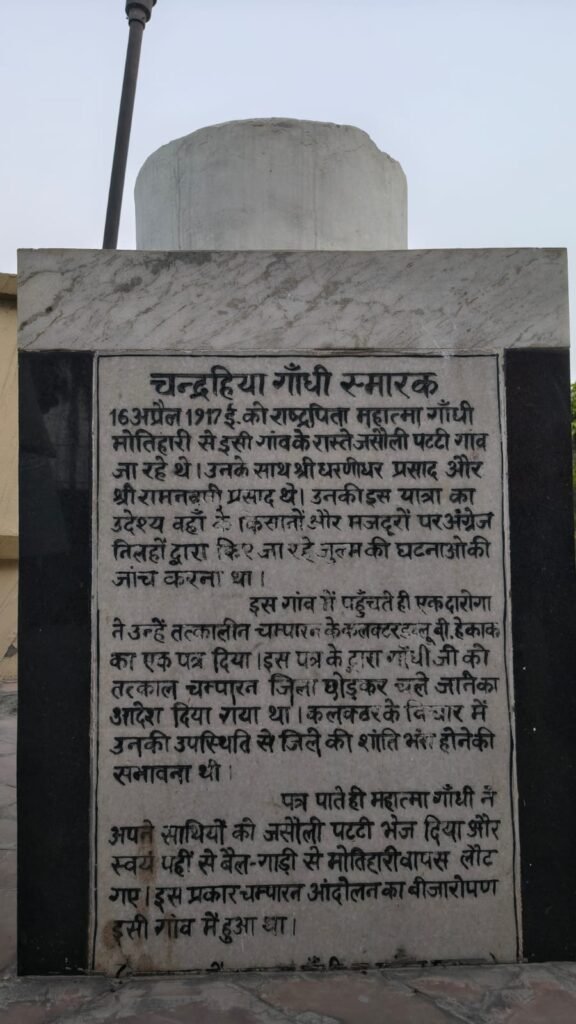 चन्द्रहिया गाँधी स्मारक
16 अप्रैल 1917 ई. को राष्ट्रपिता महात्मा गाँधी
मोतिहारी से इसी गांव के रास्ते जसौली पट्टी गांव
जा रहे थे। उनके साथ श्री धरणीधर प्रसाद और
श्री रामनवमी प्रसाद थे। उनकी इस यात्रा का
उदेश्य वहाँ के किसानों और मजदूरों पर अंग्रेज
तिलहों द्वारा किए जा रहे जुल्म की घटनाओ की
जांच करना था।
इस गांव में पहुँचते ही एक दारोगा
ने उन्हें तत्कालीन चम्पारन के कलक्टर डब्लू बी. हेकाक
का एक पत्र दिया। इस पत्र के द्वारा गाँधी जी को
तत्काल चम्पारन जिला छोड़कर चले जाने का
आदेश दिया गया था। कलक्टर के विचार में
उनकी उपस्थिति से जिले की शांति भंग होने की
सभावना थी।
पत्र पाते ही महात्मा गाँधी ने
अपने साथियों को जसौली पट्टी भेज दिया और
स्वयं यहीं से बैल-गाड़ी से मोतिहारी वापस लौट
गए। इस प्रकार चम्पारन आंदोलन का बीजारोपण
इसी गांव में हुआ था।